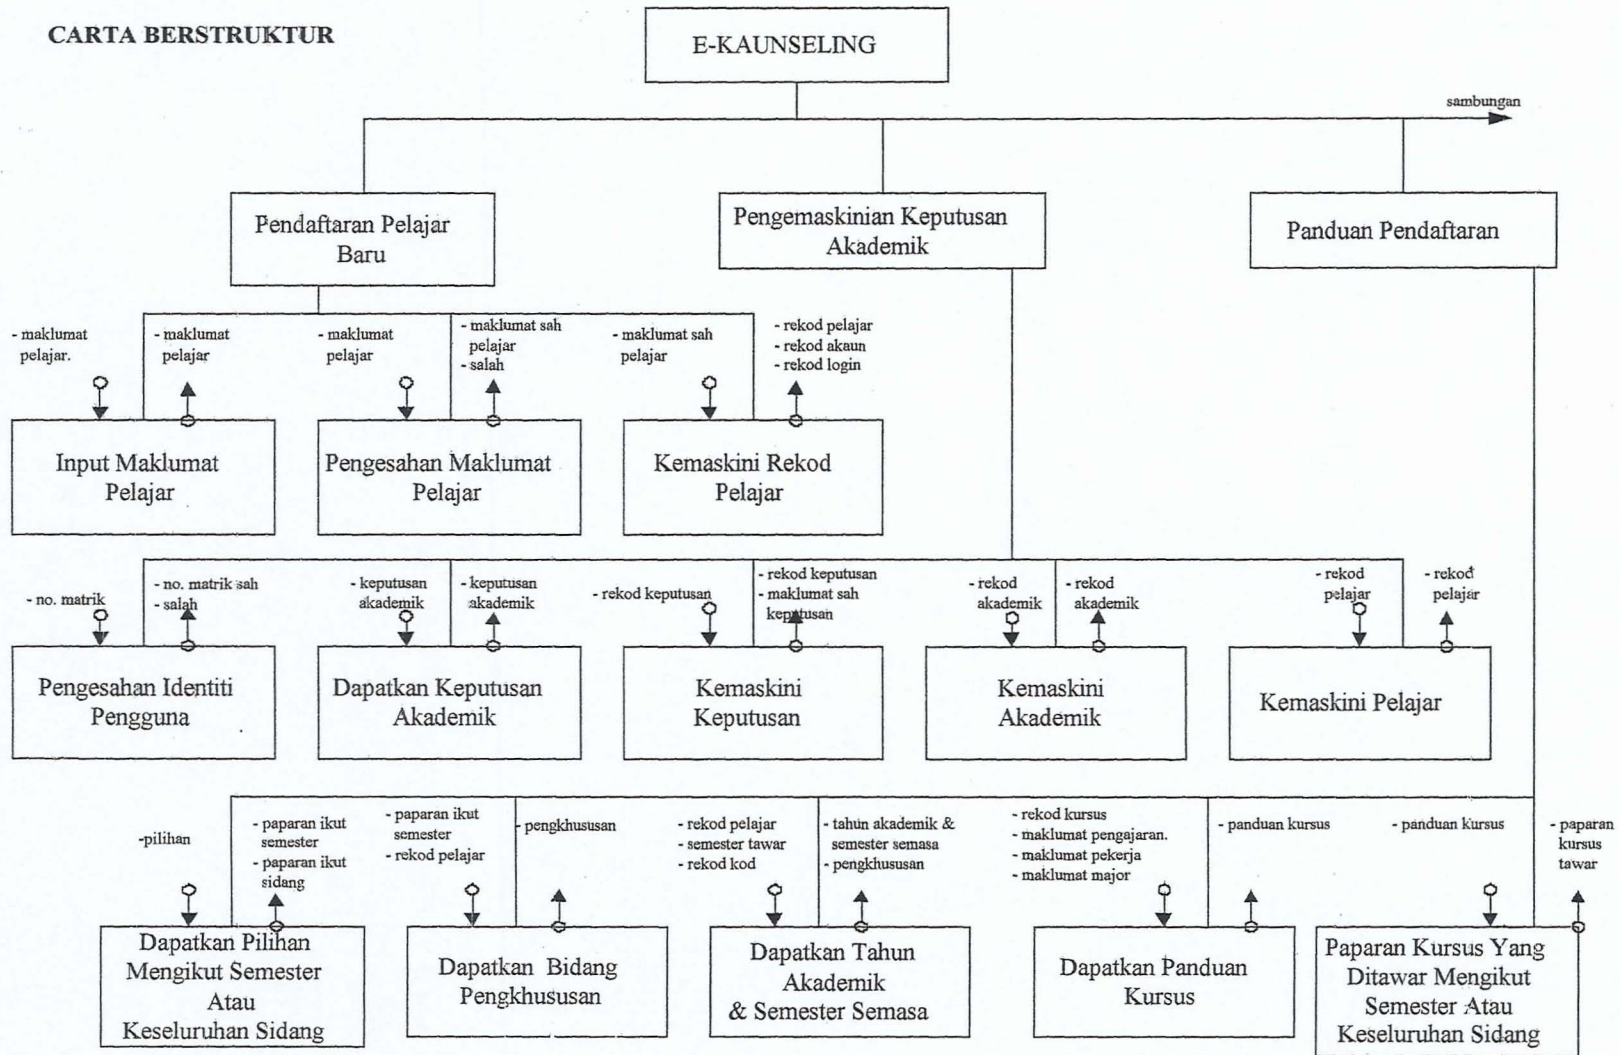 CARTA BERSTRUKTUR
E-KAUNSELING
sambungan
Pendaftaran Pelajar
Baru
Pengemaskinian Keputusan
Akademik
Panduan Pendaftaran
- maklumat
pelajar.
- maklumat
pelajar
- maklumat
pelajar
- maklumat sah
pelajar
- salah
- maklumat sah
pelajar
- rekod pelajar
- rekod akaun
- rekod login
Input Maklumat
Pelajar
Pengesahan Maklumat
Pelajar
Kemaskini Rekod
Pelajar
- no. matrik
- no. matrik sah
- salah
- keputusan
akademik
- keputusan
akademik
- rekod keputusan
- rekod keputusan
- maklumat sah
keputusan
- rekod
akademik
- rekod
akademik
- rekod
pelajar
- rekod
pelajar
Pengesahan Identiti
Pengguna
Dapatkan Keputusan
Akademik
Kemaskini
Keputusan
Kemaskini
Akademik
Kemaskini Pelajar
-pilihan
- paparan ikut
semester
- paparan ikut
sidang
- paparan ikut
semester
- rekod pelajar
- pengkhususan
- rekod pelajar
- semester tawar
- rekod kod
- tahun akademik &
semester semasa
- pengkhususan
- rekod kursus
- maklumat pengajaran.
- maklumat pekerja
- maklumat major
- panduan kursus
- panduan kursus
- paparan
kursus
tawar
Dapatkan Pilihan
Mengikut Semester
Atau
Keseluruhan Sidang
Dapatkan Bidang
Pengkhususan
Dapatkan Tahun
Akademik
& Semester Semasa
Dapatkan Panduan
Kursus
Paparan Kursus Yang
Ditawar Mengikut
Semester Atau
Keseluruhan Sidang